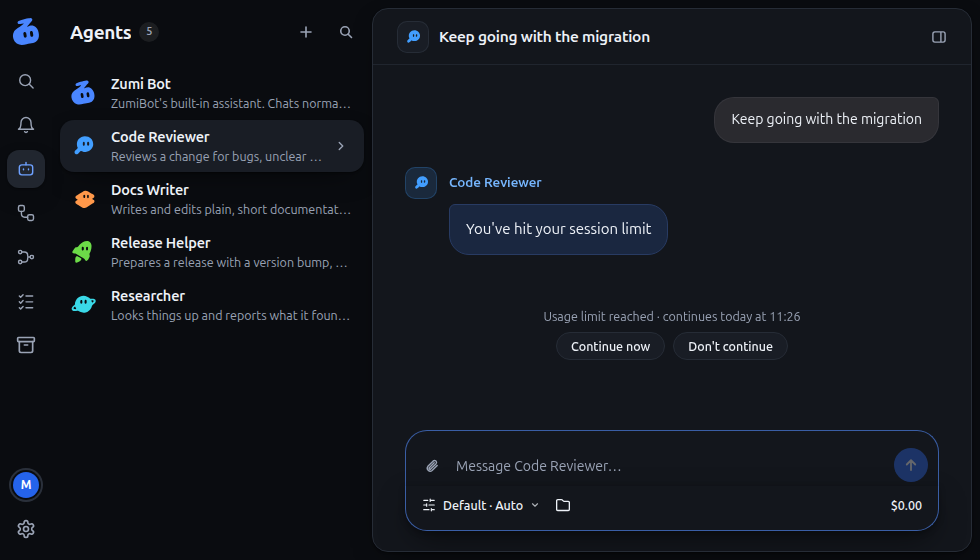 Agents 5
Zumi Bot
ZumiBot's built-in assistant. Chats norma…
Code Reviewer
Reviews a change for bugs, unclear …
Docs Writer
Writes and edits plain, short documentat…
Release Helper
Prepares a release with a version bump, …
Researcher
Looks things up and reports what it foun…
M
Keep going with the migration
Keep going with the migration
Code Reviewer
You've hit your session limit
Usage limit reached · continues today at 11:26
Continue now
Don't continue
Message Code Reviewer…
Default · Auto
$0.00